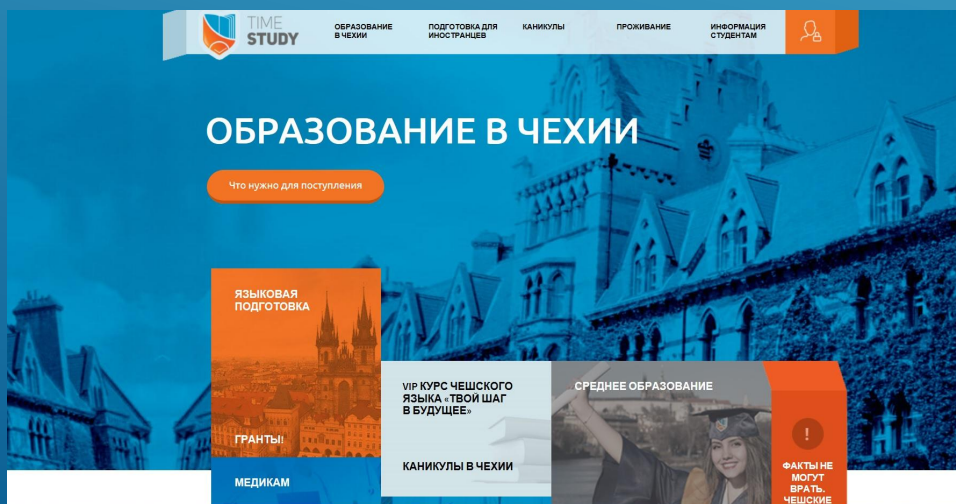 TIME
STUDY
ОБРАЗОВАНИЕ
В ЧЕХИИ
ПОДГОТОВКА ДЛЯ
ИНОСТРАНЦЕВ
КАНИКУЛЫ
ПРОЖИВАНИЕ
ИНФОРМАЦИЯ
СТУДЕНТАМ
ОБРАЗОВАНИЕ В ЧЕХИИ
Что нужно для поступления
ЯЗЫКОВАЯ
ПОДГОТОВКА
ГРАНТЫ!
МЕДИКАМ
VIP КУРС ЧЕШСКОГО
ЯЗЫКА «ТВОЙ ШАГ
В БУДУЩЕЕ»
КАНИКУЛЫ В ЧЕХИИ
СРЕДНЕЕ ОБРАЗОВАНИЕ
!
ФАКТЫ НЕ
МОГУТ
ВРАТЬ.
ЧЕШСКИЕ